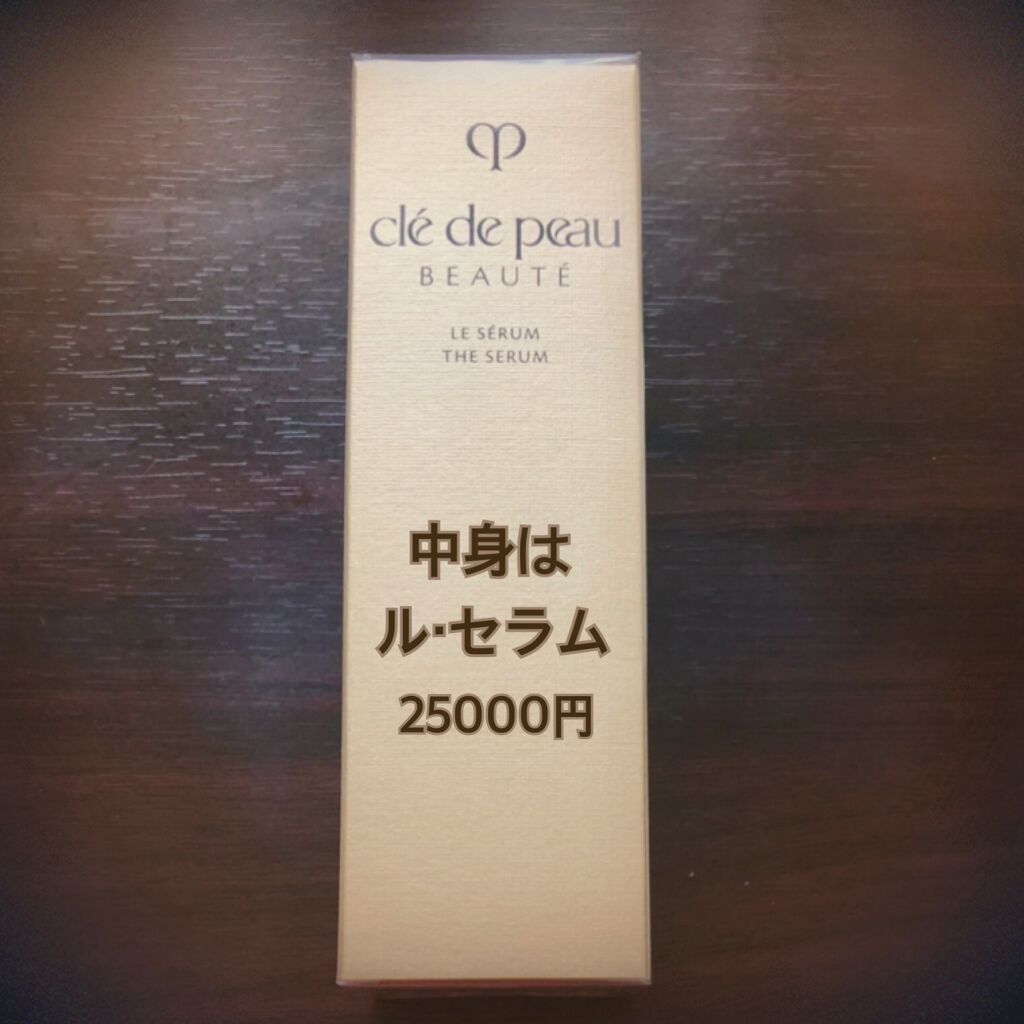 clé de peau
BEAUTÉ
LE SÉRUM
THE SERUM
中身は
ル・セラム
25000円